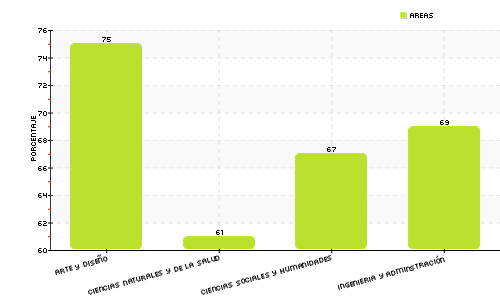 AREAS
76
74
72
70
68
66
64
62
60
PORCENTAJE
75
61
67
69
ARTE Y DISEÑO
CIENCIAS NATURALES Y DE LA SALUD
CIENCIAS SOCIALES Y HUMANIDADES
INGENIERIA Y ADMINSTRACIÓN